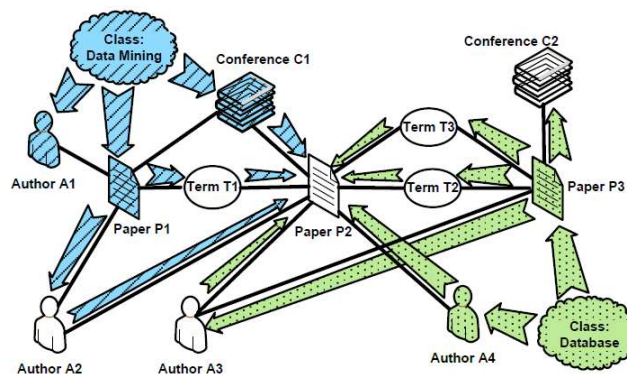 Class:
Data Mining
Conference C1
Conference C2
Term T3
Author A1
Term T1
Term T2
Paper P3
Paper P1
Paper P2
Class:
Database
Author A2
Author A3
Author A4